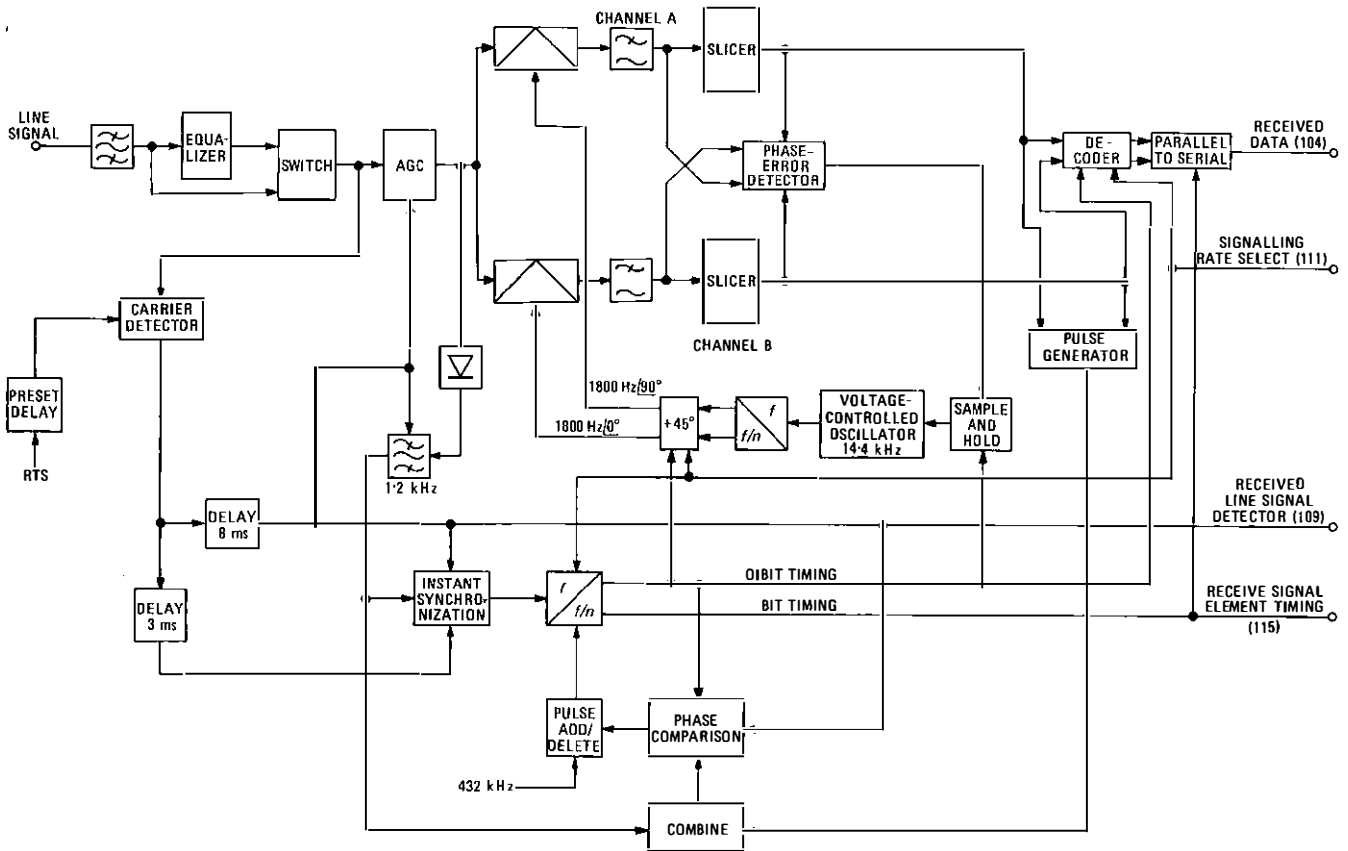 CHANNEL A
SLICER
LINE
SIGNAL
EQUA-
LIZER
SWITCH
AGC
PHASE-
ERROR
DETECTOR
DE-
CODER
PARALLEL
TO SERIAL
RECEIVED
DATA (104)
SIGNALLING
RATE SELECT (111)
SLICER
CARRIER
DETECTOR
CHANNEL B
PULSE
GENERATOR
PRESET
DELAY
RTS
1800 Hz/90°
1800 Hz/0°
+45°
f
f/n
VOLTAGE-
CONTROLLED
OSCILLATOR
14·4 kHz
SAMPLE
AND
HOLD
1·2 kHz
DELAY
8 ms
RECEIVED
LINE SIGNAL
DETECTOR (109)
INSTANT
SYNCHRO-
NIZATION
f
f/n
OIBIT TIMING
BIT TIMING
DELAY
3 ms
RECEIVE SIGNAL
ELEMENT TIMING
(115)
PULSE
AOD/
DELETE
PHASE
COMPARISON
432 kHz
COMBINE